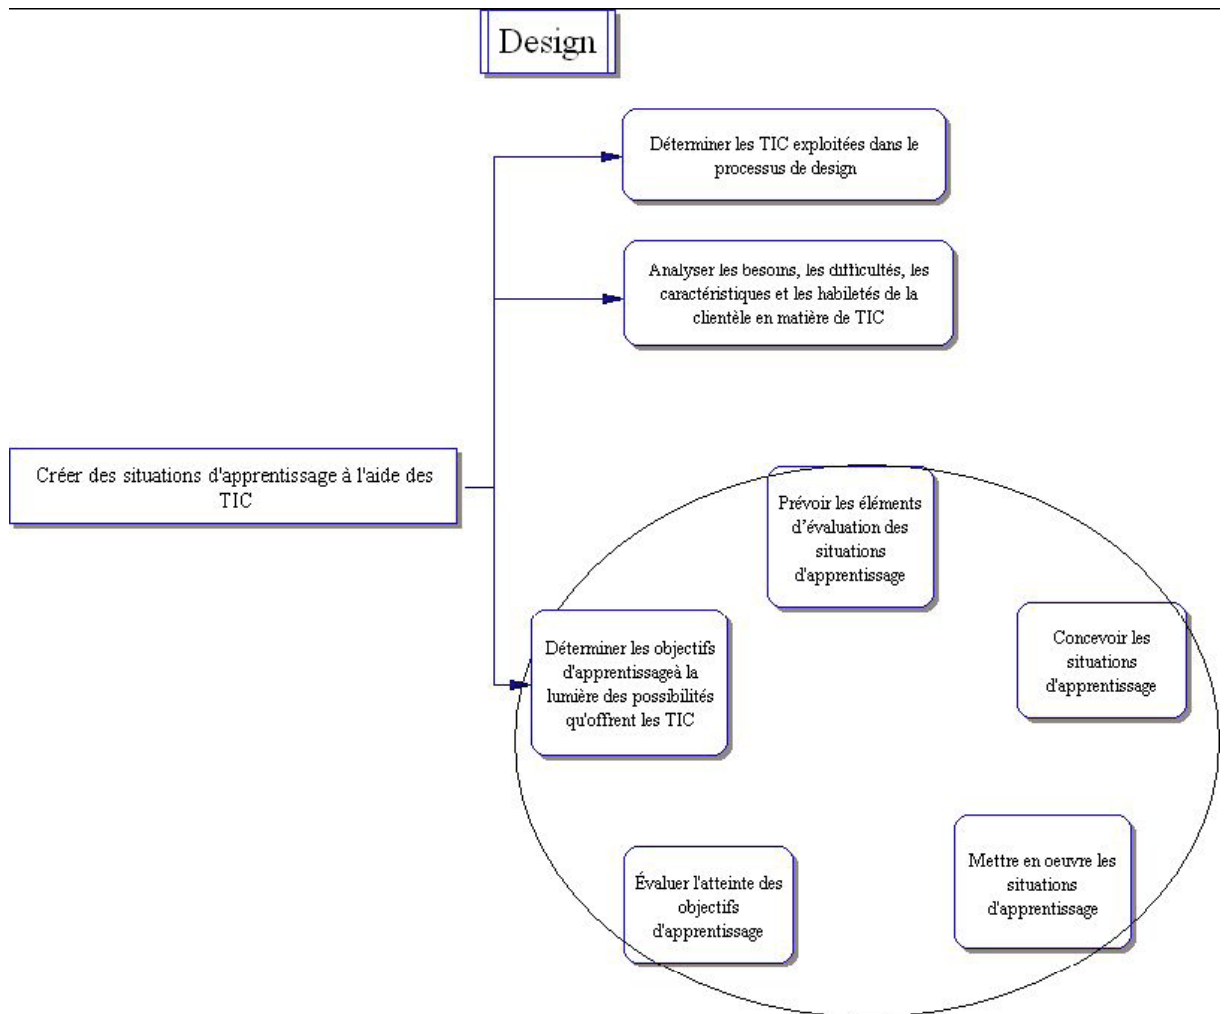 Design
Déterminer les TIC exploitées dans le
processus de design
Analyser les besoins, les difficultés, les
caractéristiques et les habiletés de la
clientèle en matière de TIC
Créer des situations d'apprentissage à l'aide des
TIC
Prévoir les éléments
d'évaluation des
situations
d'apprentissage
Déterminer les objectifs
d'apprentissageà la
lumière des possibilités
qu'offrent les TIC
Concevoir les
situations
d'apprentissage
Mettre en oeuvre les
situations
d'apprentissage
Évaluer l'atteinte des
objectifs
d'apprentissage